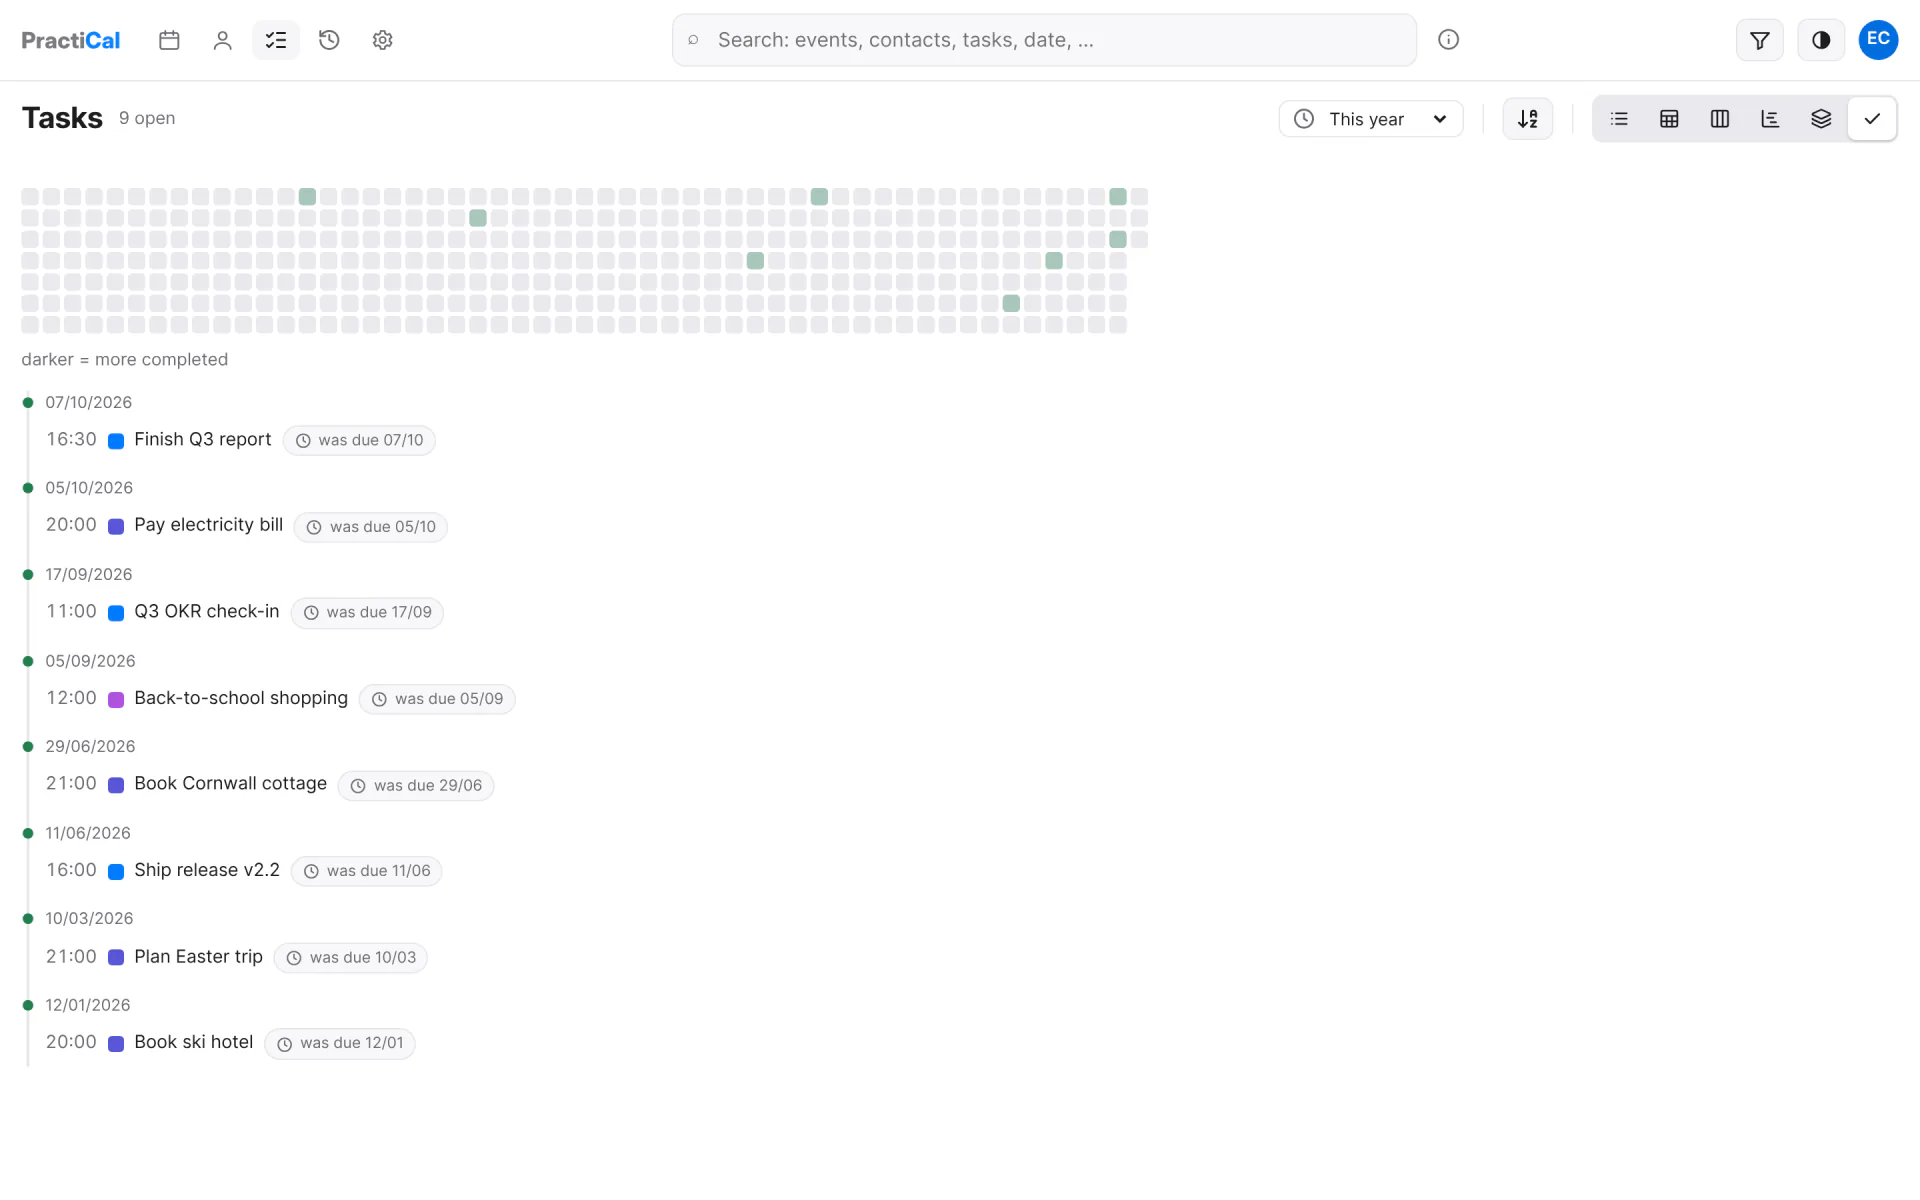 PractiCal
Search: events, contacts, tasks, date, ...
EC
Tasks 9 open
This year
darker = more completed
07/10/2026
16:30 Finish Q3 report was due 07/10
05/10/2026
20:00 Pay electricity bill was due 05/10
17/09/2026
11:00 Q3 OKR check-in was due 17/09
05/09/2026
12:00 Back-to-school shopping was due 05/09
29/06/2026
21:00 Book Cornwall cottage was due 29/06
11/06/2026
16:00 Ship release v2.2 was due 11/06
10/03/2026
21:00 Plan Easter trip was due 10/03
12/01/2026
20:00 Book ski hotel was due 12/01